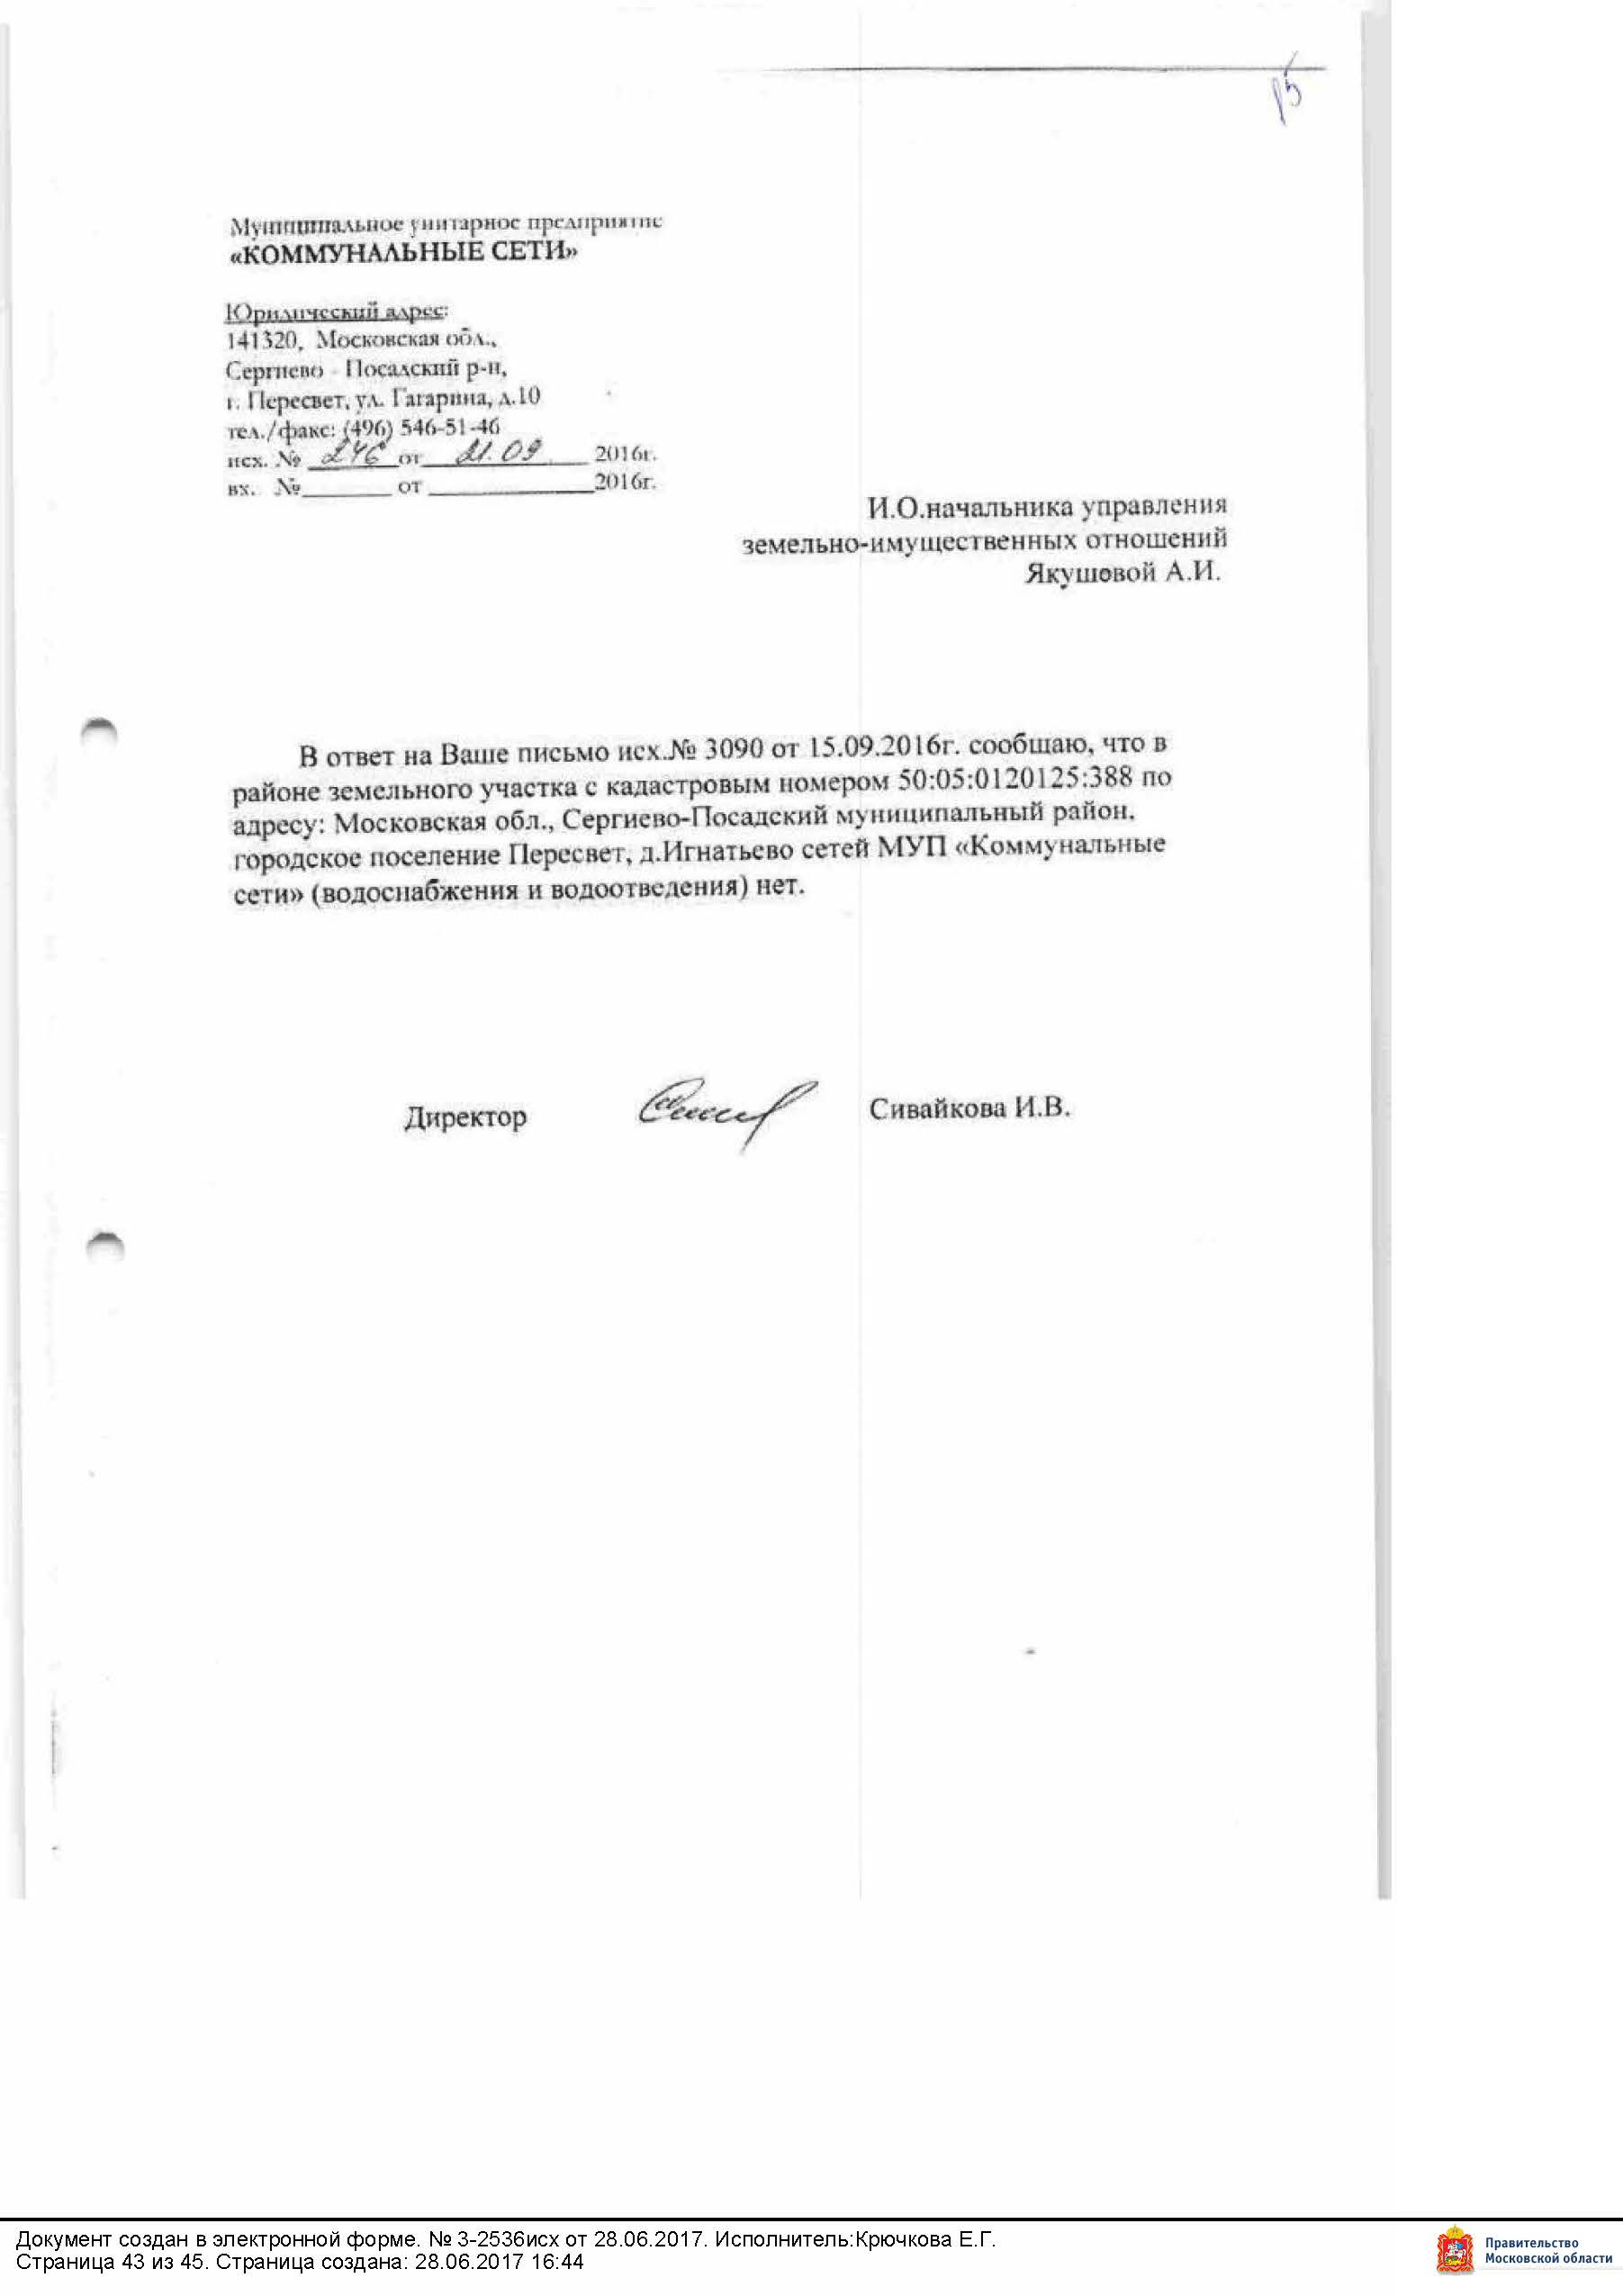 Муниципальное унитарное предприятие
«КОММУНАЛЬНЫЕ СЕТИ»
Юридический адрес:
141320, Московская обл.,
Сергиево - Посадский р-н,
г. Пересвет, ул. Гагарина, д.10
тел./факс: (496) 546-51-46
исх. № 246 от 21.09 2016г.
вх. №______ от ___________2016г.
И.О.начальника управления
земельно-имущественных отношений
Якушовой А.И.
В ответ на Ваше письмо исх.№ 3090 от 15.09.2016г. сообщаю, что в
районе земельного участка с кадастровым номером 50:05:0120125:388 по
адресу: Московская обл., Сергиево-Посадский муниципальный район,
городское поселение Пересвет, д.Игнатьево сетей МУП «Коммунальные
сети» (водоснабжения и водоотведения) нет.
Директор Сивайкова И.В.
Документ создан в электронной форме. № 3-2536исх от 28.06.2017. Исполнитель:Крючкова Е.Г.
Страница 43 из 45. Страница создана: 28.06.2017 16:44
Правительство
Московской области